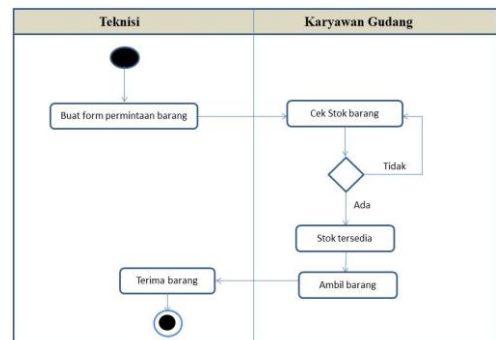 Teknisi
Karyawan Gudang
Buat form permintaan barang
Cek Stok barang
Tidak
Ada
Stok tersedia
Terima barang
Ambil barang